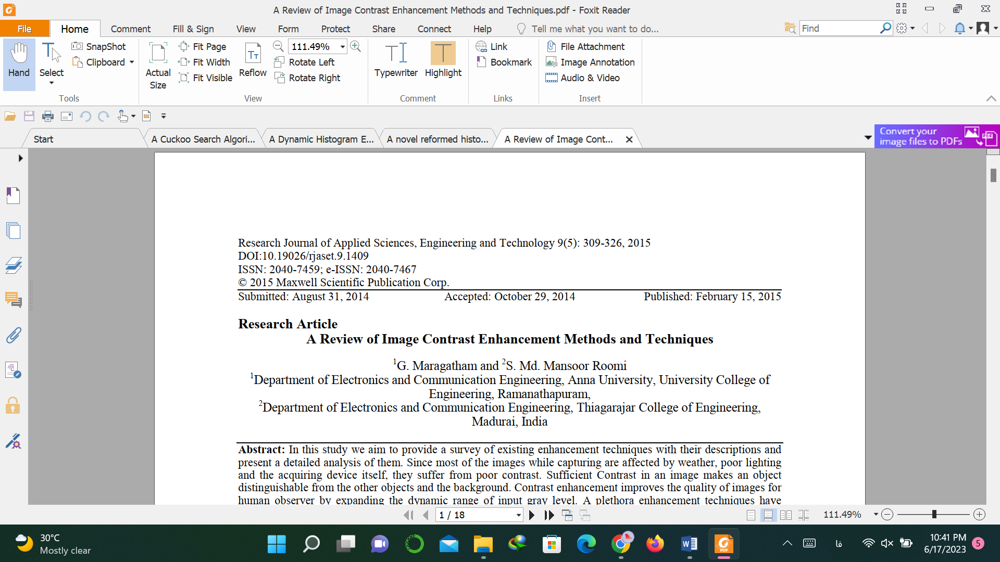 A Review of Image Contrast Enhancement Methods and Techniques.pdf - Foxit Reader
File Home Comment Fill & Sign View Form Protect Share Connect Help Tell me what you want to do... Find
Hand
Select
SnapShot
Clipboard
Tools
Actual
Size
Fit Page
Fit Width
Fit Visible
Reflow
111.49%
Rotate Left
Rotate Right
View
Typewriter
Highlight
Comment
Link
Bookmark
Links
File Attachment
Image Annotation
Audio & Video
Insert
Start
A Cuckoo Search Algori...
A Dynamic Histogram E...
A novel reformed histo...
A Review of Image Cont...
Convert your
image files to PDFs
Research Journal of Applied Sciences, Engineering and Technology 9(5): 309-326, 2015
DOI:10.19026/rjaset.9.1409
ISSN: 2040-7459; e-ISSN: 2040-7467
© 2015 Maxwell Scientific Publication Corp.
Submitted: August 31, 2014 Accepted: October 29, 2014 Published: February 15, 2015
Research Article
A Review of Image Contrast Enhancement Methods and Techniques
1G. Maragatham and 2S. Md. Mansoor Roomi
1Department of Electronics and Communication Engineering, Anna University, University College of
Engineering, Ramanathapuram,
2Department of Electronics and Communication Engineering, Thiagarajar College of Engineering,
Madurai, India
Abstract: In this study we aim to provide a survey of existing enhancement techniques with their descriptions and
present a detailed analysis of them. Since most of the images while capturing are affected by weather, poor lighting
and the acquiring device itself, they suffer from poor contrast. Sufficient Contrast in an image makes an object
distinguishable from the other objects and the background. Contrast enhancement improves the quality of images for
human observer by expanding the dynamic range of input gray level. A plethora enhancement techniques have
1 / 18
111.49%
30°C
Mostly clear
فا
10:41 PM
6/17/2023
5